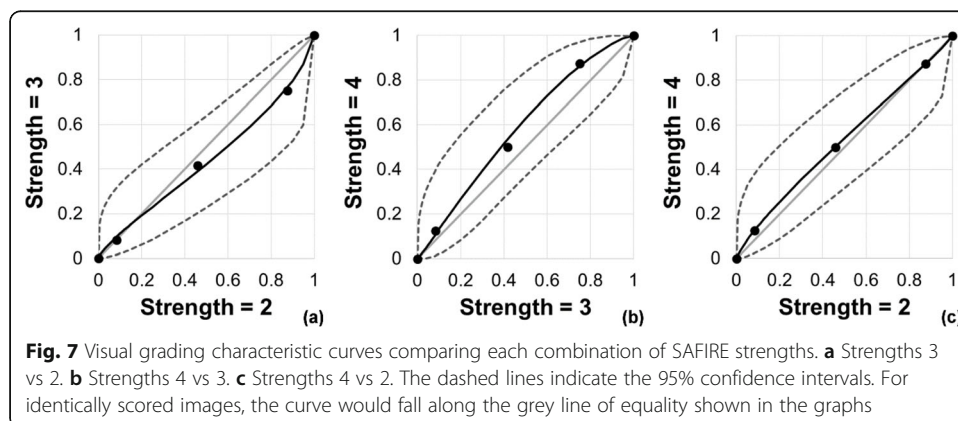 1
0.8
0.6
0.4
0.2
0
0 0.2 0.4 0.6 0.8 1
Strength = 3
Strength = 2
(a)
1
0.8
0.6
0.4
0.2
0
0 0.2 0.4 0.6 0.8 1
Strength = 4
Strength = 3
(b)
1
0.8
0.6
0.4
0.2
0
0 0.2 0.4 0.6 0.8 1
Strength = 4
Strength = 2
(c)
Fig. 7 Visual grading characteristic curves comparing each combination of SAFIRE strengths. a Strengths 3
vs 2. b Strengths 4 vs 3. c Strengths 4 vs 2. The dashed lines indicate the 95% confidence intervals. For
identically scored images, the curve would fall along the grey line of equality shown in the graphs